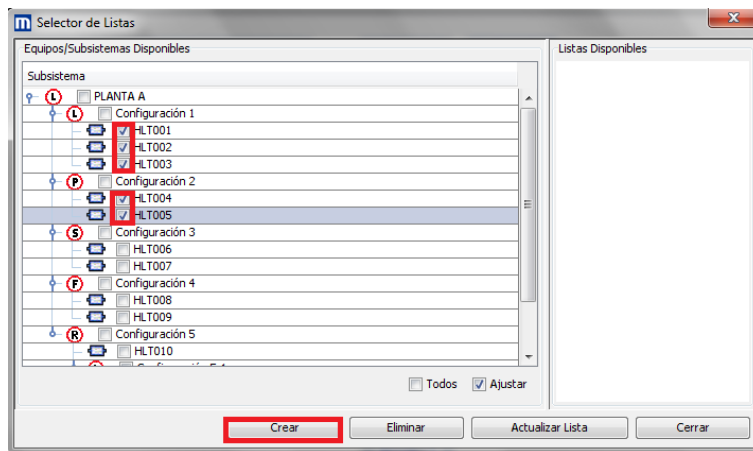 m Selector de Listas
Equipos/Subsistemas Disponibles
Listas Disponibles
Subsistema
L PLANTA A
L Configuración 1
HLT001
HLT002
HLT003
P Configuración 2
HLT004
HLT005
S Configuración 3
HLT006
HLT007
F Configuración 4
HLT008
HLT009
R Configuración 5
HLT010
Todos Ajustar
Crear Eliminar Actualizar Lista Cerrar